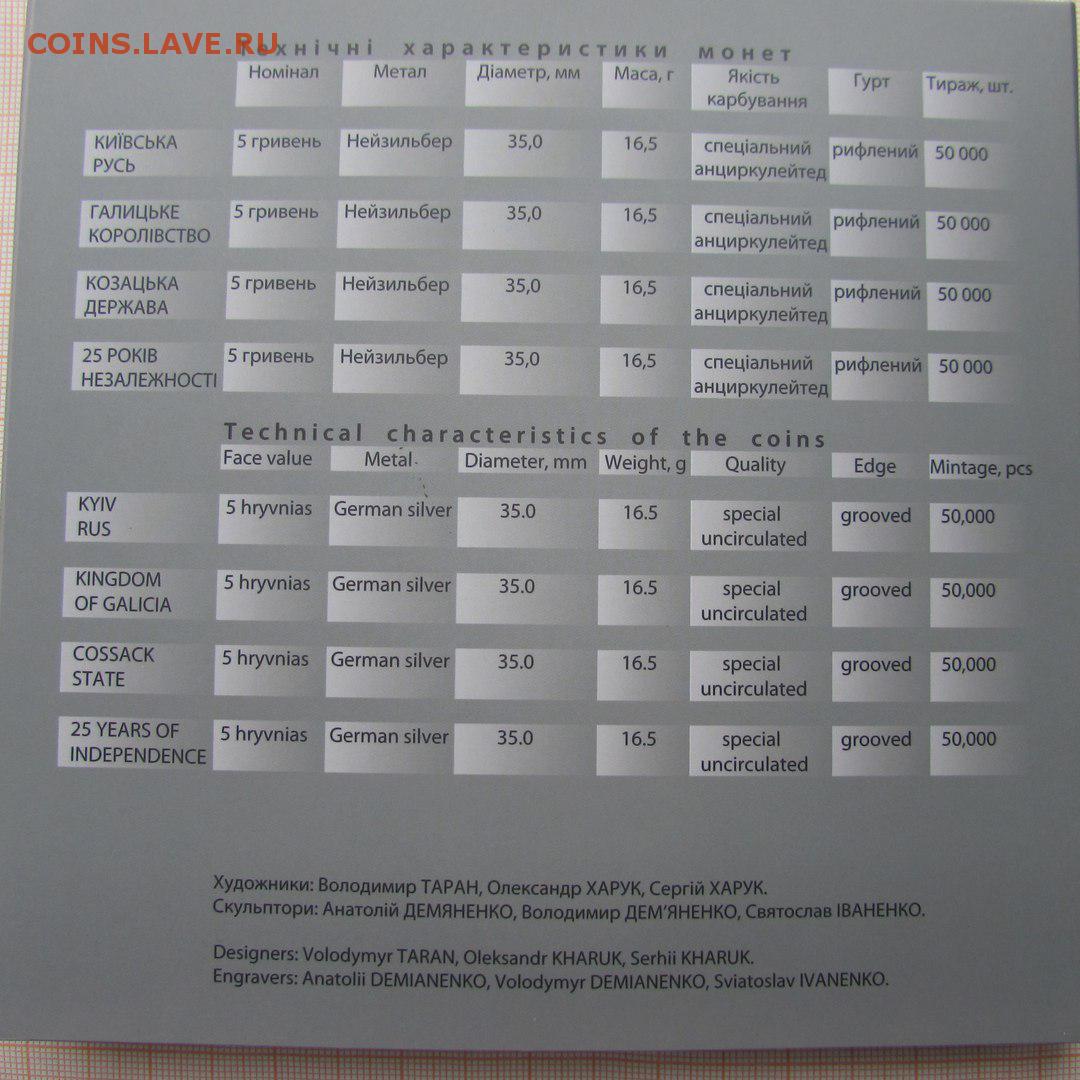 COINS.LAVE.RU
Технічні характеристики монет
Номінал Метал Діаметр, мм Маса, г Якість карбування Гурт Тираж, шт.
КИЇВСЬКА РУСЬ 5 гривень Нейзильбер 35,0 16,5 спеціальний анциркулейтед рифлений 50 000
ГАЛИЦЬКЕ КОРОЛІВСТВО 5 гривень Нейзильбер 35,0 16,5 спеціальний анциркулейтед рифлений 50 000
КОЗАЦЬКА ДЕРЖАВА 5 гривень Нейзильбер 35,0 16,5 спеціальний анциркулейтед рифлений 50 000
25 РОКІВ НЕЗАЛЕЖНОСТІ 5 гривень Нейзильбер 35,0 16,5 спеціальний анциркулейтед рифлений 50 000
Technical characteristics of the coins
Face value Metal Diameter, mm Weight, g Quality Edge Mintage, pcs
KYIV RUS 5 hryvnias German silver 35.0 16.5 special uncirculated grooved 50,000
KINGDOM OF GALICIA 5 hryvnias German silver 35.0 16.5 special uncirculated grooved 50,000
COSSACK STATE 5 hryvnias German silver 35.0 16.5 special uncirculated grooved 50,000
25 YEARS OF INDEPENDENCE 5 hryvnias German silver 35.0 16.5 special uncirculated grooved 50,000
Художники: Володимир ТАРАН, Олександр ХАРУК, Сергій ХАРУК.
Скульптори: Анатолій ДЕМЯНЕНКО, Володимир ДЕМ'ЯНЕНКО, Святослав ІВАНЕНКО.
Designers: Volodymyr TARAN, Oleksandr KHARUK, Serhii KHARUK.
Engravers: Anatolii DEMIANENKO, Volodymyr DEMIANENKO, Sviatoslav IVANENKO.